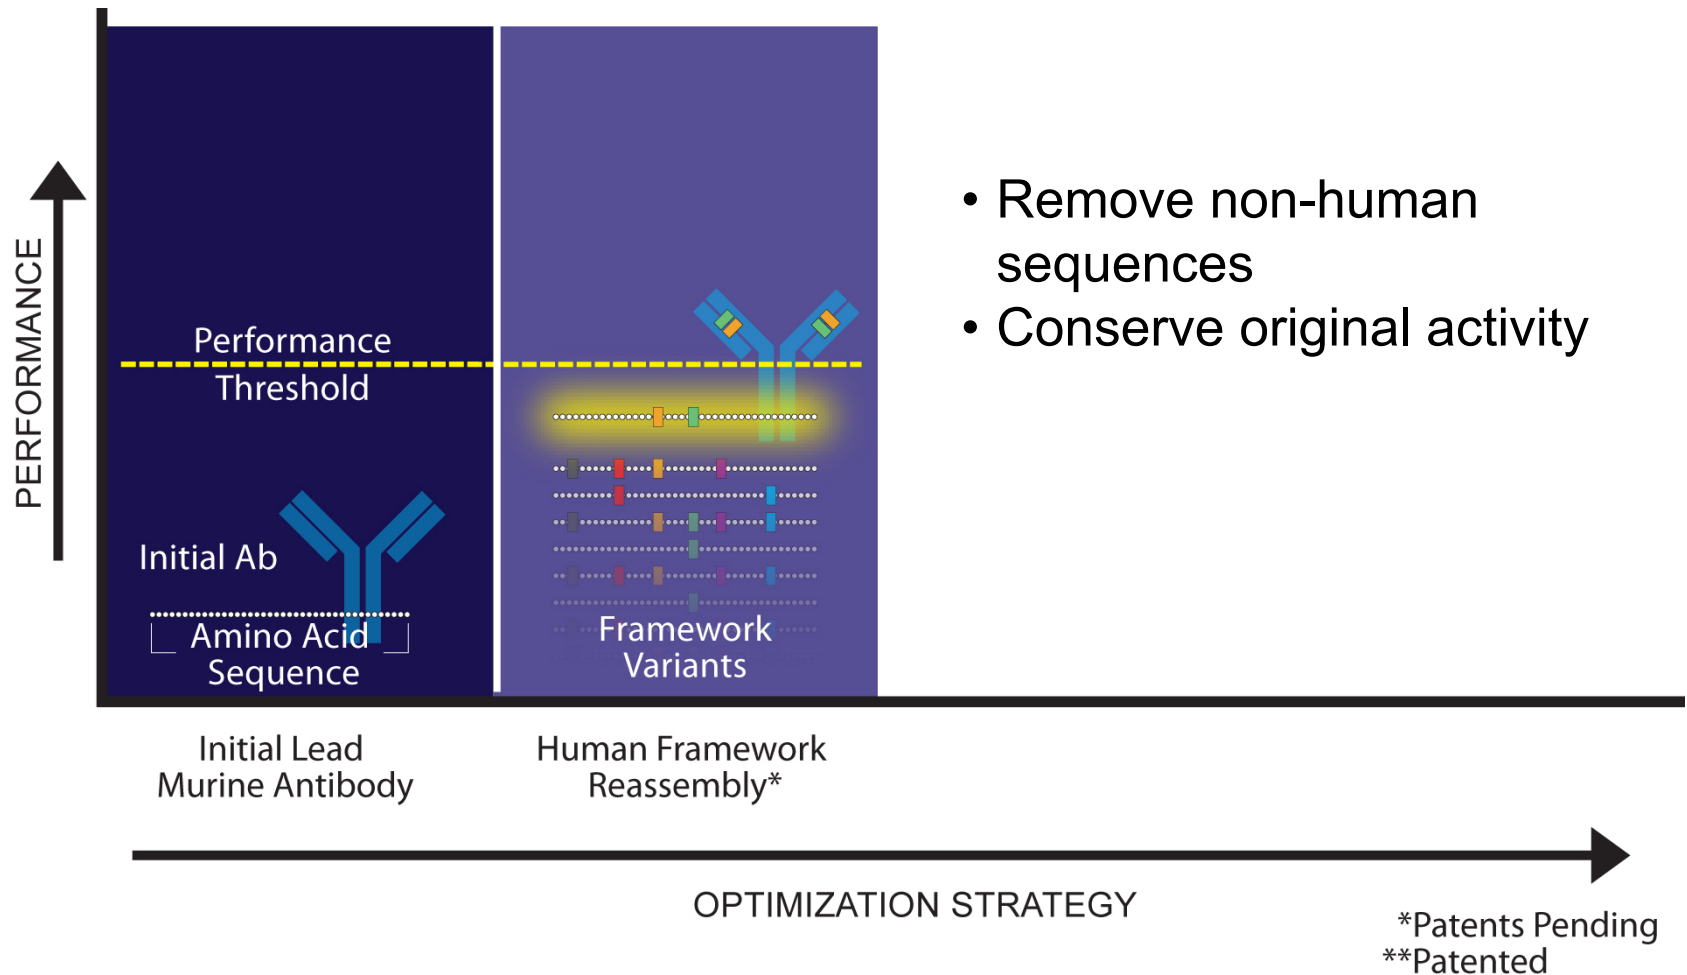 PERFORMANCE
Performance
Threshold
Initial Ab
Amino Acid
Sequence
Framework
Variants
• Remove non-human
sequences
• Conserve original activity
Initial Lead
Murine Antibody
Human Framework
Reassembly*
OPTIMIZATION STRATEGY
*Patents Pending
**Patented